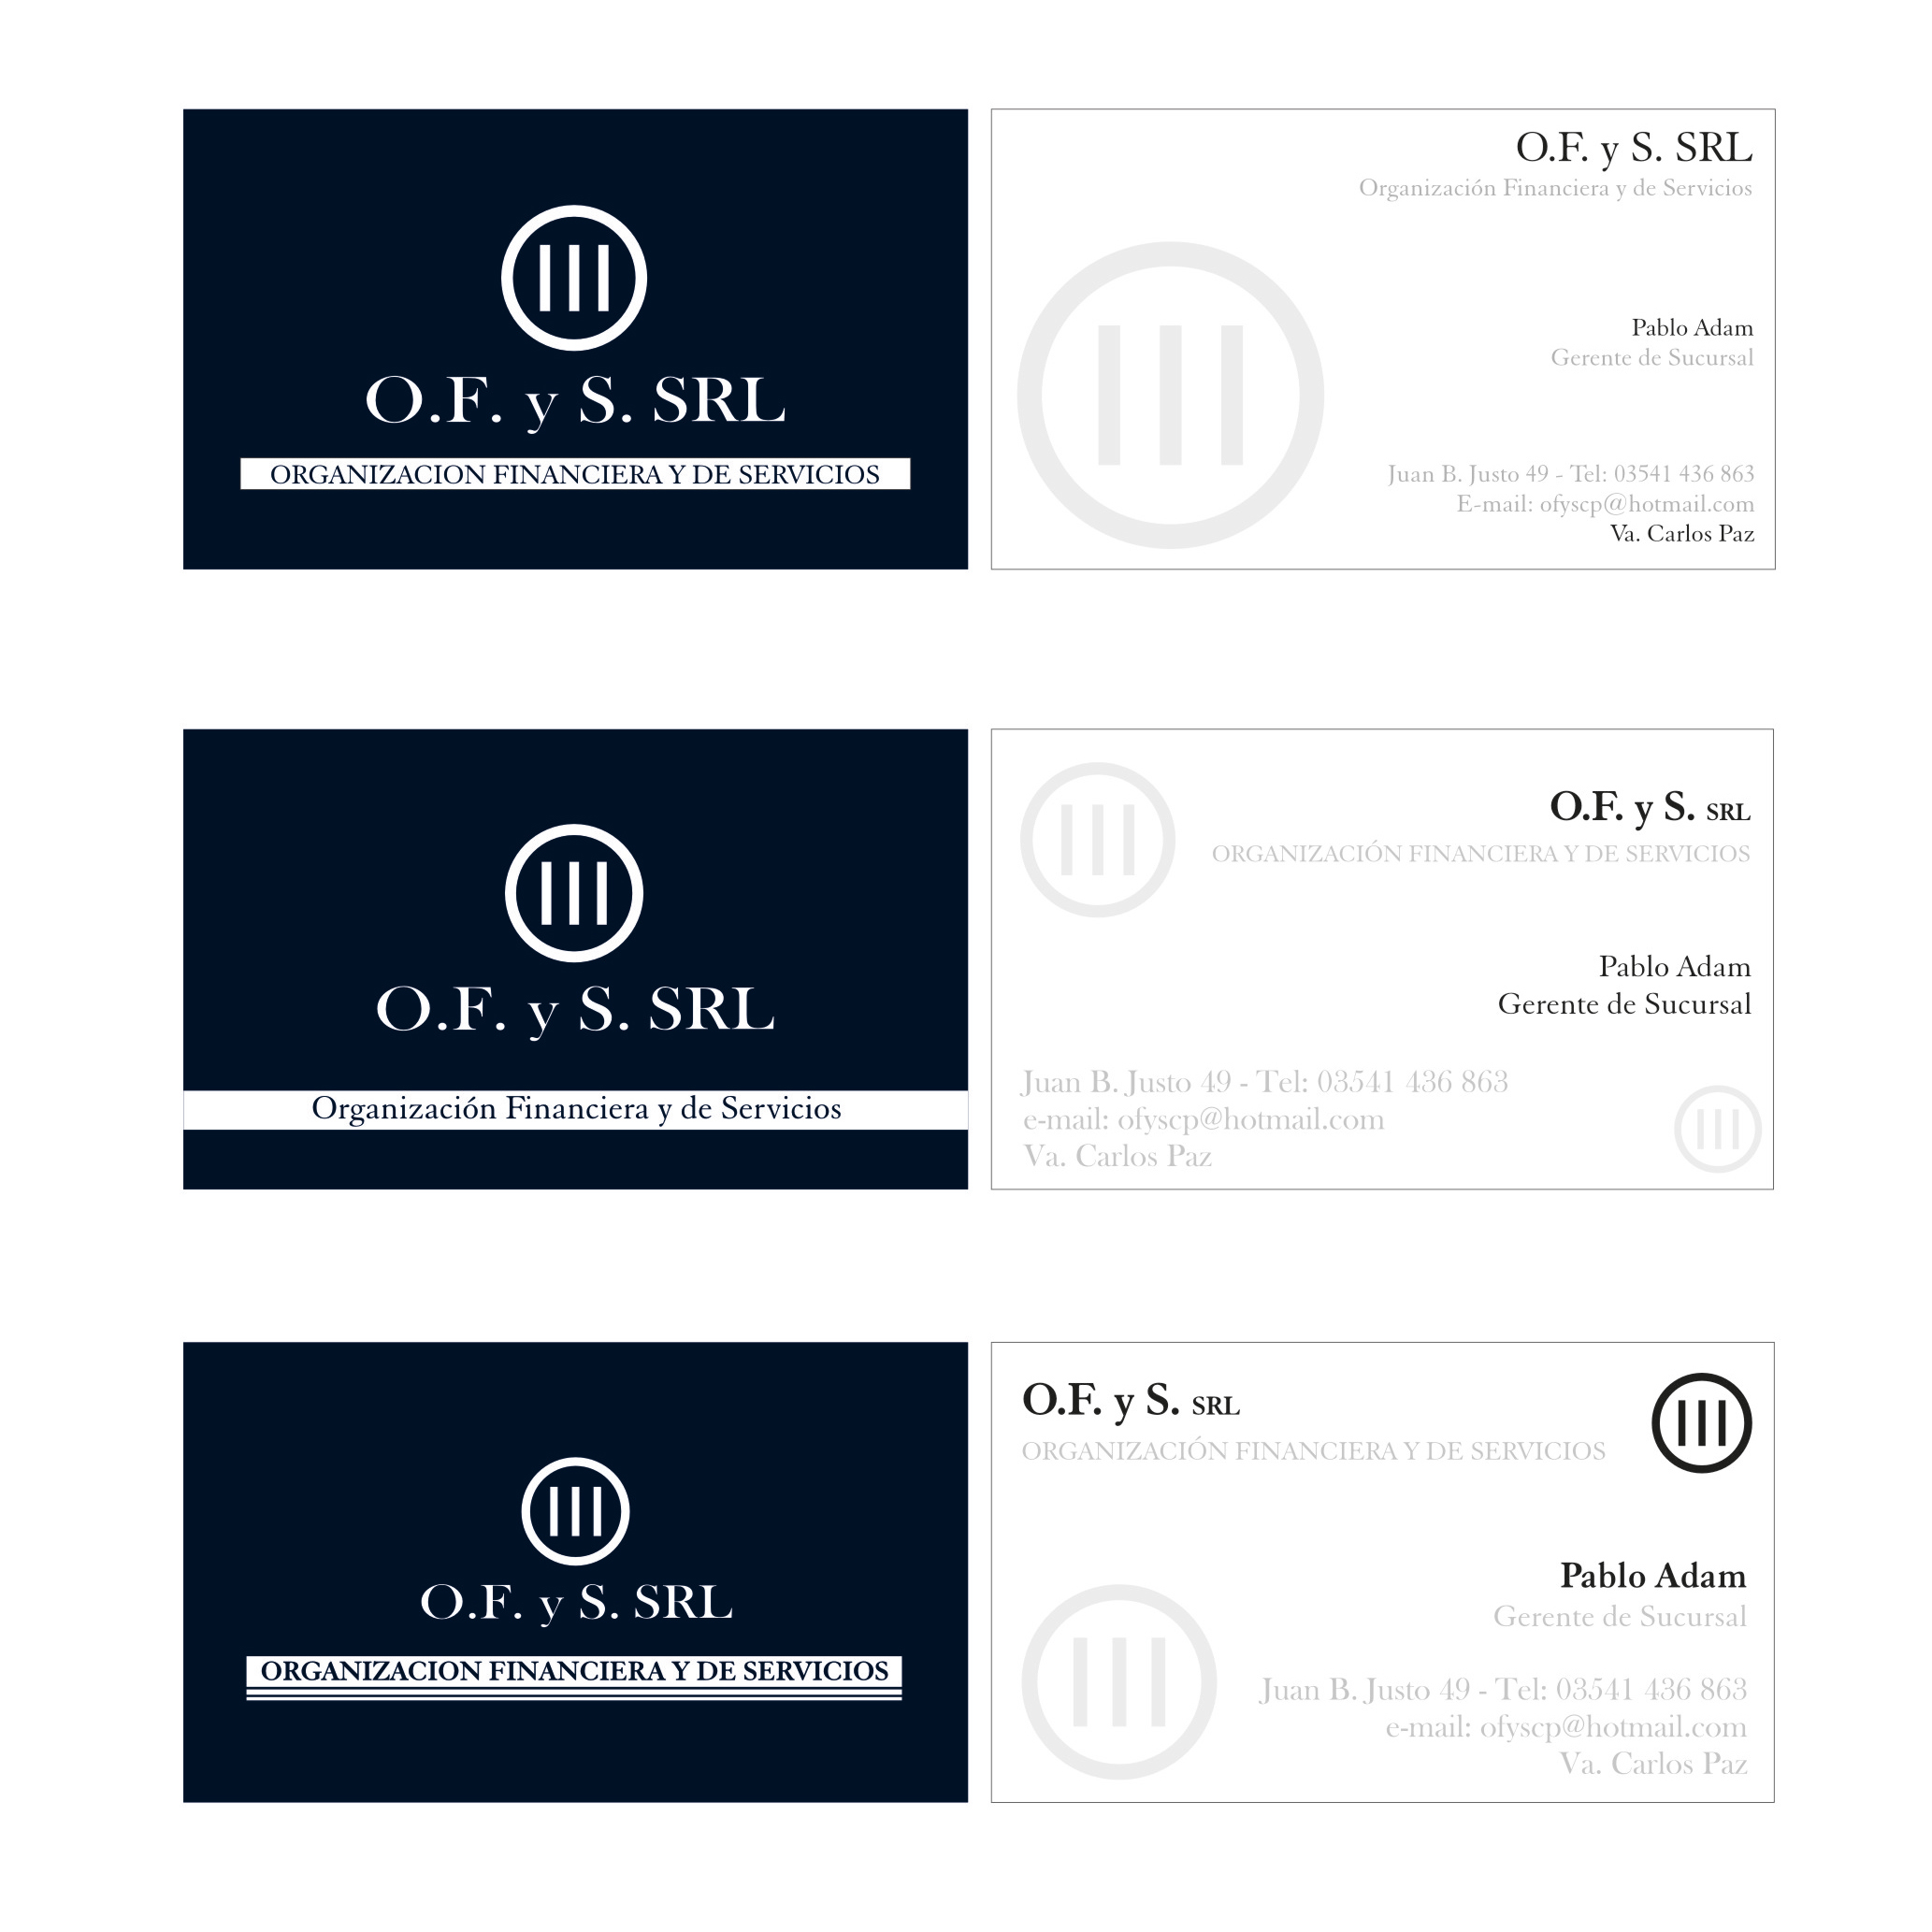 O.F. y S. SRL
ORGANIZACION FINANCIERA Y DE SERVICIOS
O.F. y S. SRL
Organización Financiera y de Servicios
Pablo Adam
Gerente de Sucursal
Juan B. Justo 49 - Tel: 03541 436 863
E-mail: ofyscp@hotmail.com
Va. Carlos Paz
O.F. y S. SRL
Organización Financiera y de Servicios
O.F. y S. SRL
ORGANIZACIÓN FINANCIERA Y DE SERVICIOS
Pablo Adam
Gerente de Sucursal
Juan B. Justo 49 - Tel: 03541 436 863
e-mail: ofyscp@hotmail.com
Va. Carlos Paz
O.F. y S. SRL
ORGANIZACION FINANCIERA Y DE SERVICIOS
O.F. y S. SRL
ORGANIZACIÓN FINANCIERA Y DE SERVICIOS
Pablo Adam
Gerente de Sucursal
Juan B. Justo 49 - Tel: 03541 436 863
e-mail: ofyscp@hotmail.com
Va. Carlos Paz